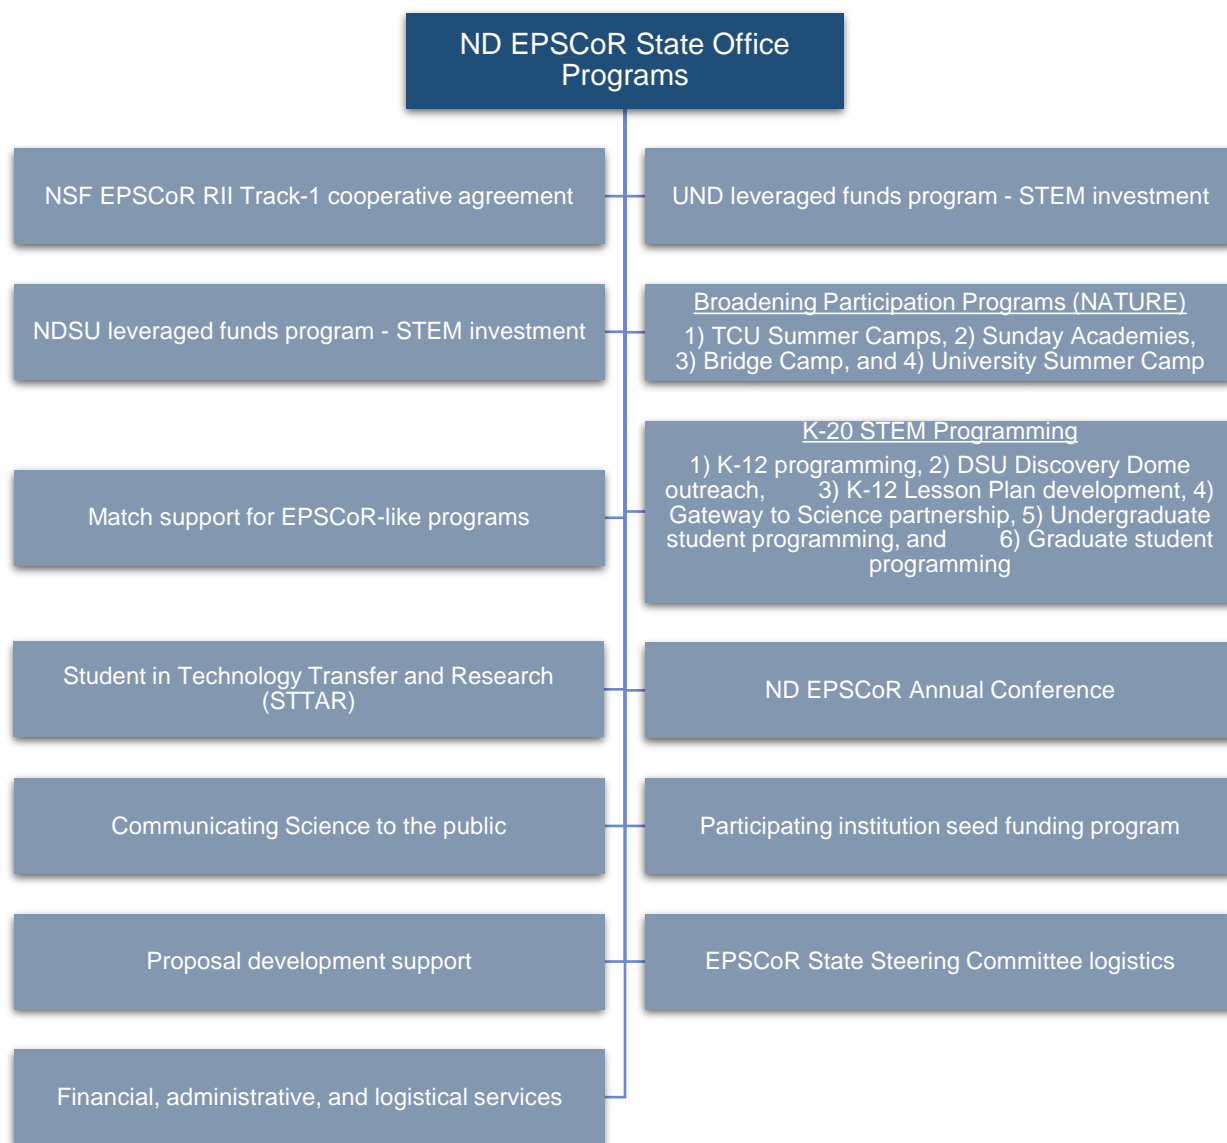 ND EPSCoR State Office
Programs
NSF EPSCoR RII Track-1 cooperative agreement
UND leveraged funds program - STEM investment
NDSU leveraged funds program - STEM investment
Broadening Participation Programs (NATURE)
1) TCU Summer Camps, 2) Sunday Academies,
3) Bridge Camp, and 4) University Summer Camp
Match support for EPSCoR-like programs
K-20 STEM Programming
1) K-12 programming, 2) DSU Discovery Dome
outreach, 3) K-12 Lesson Plan development, 4)
Gateway to Science partnership, 5) Undergraduate
student programming, and 6) Graduate student
programming
Student in Technology Transfer and Research
(STTAR)
ND EPSCoR Annual Conference
Communicating Science to the public
Participating institution seed funding program
Proposal development support
EPSCoR State Steering Committee logistics
Financial, administrative, and logistical services